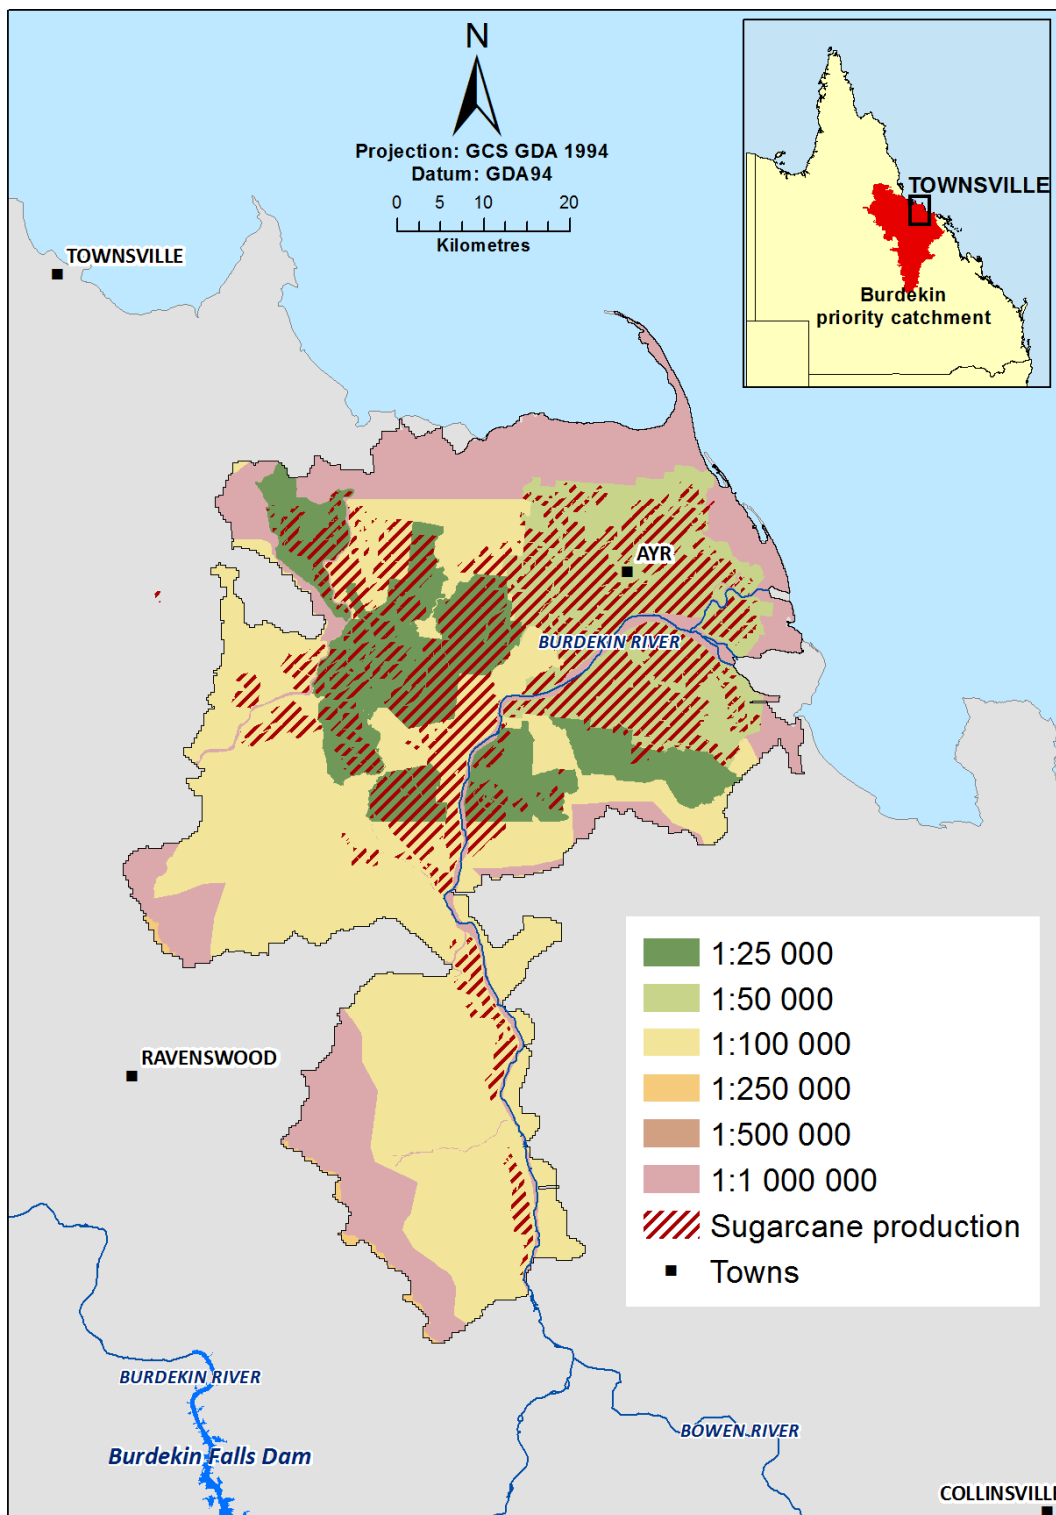 N
Projection: GCS GDA 1994
Datum: GDA94
0 5 10 20
Kilometres
TOWNSVILLE
Burdekin
priority catchment
TOWNSVILLE
AYR
BURDEKIN RIVER
RAVENSWOOD
1:25 000
1:50 000
1:100 000
1:250 000
1:500 000
1:1 000 000
Sugarcane production
Towns
BURDEKIN RIVER
Burdekin Falls Dam
BOWEN RIVER
COLLINSVILLE